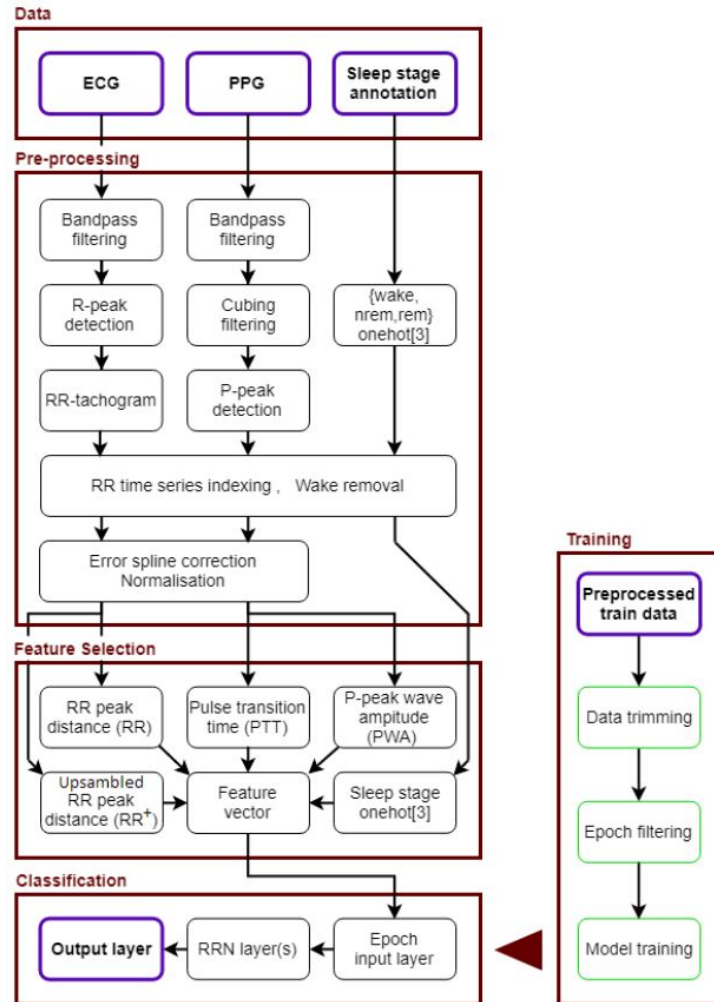 Data
ECG
PPG
Sleep stage
annotation
Pre-processing
Bandpass
filtering
Bandpass
filtering
R-peak
detection
Cubing
filtering
{wake,
nrem,rem}
onehot[3]
RR-tachogram
P-peak
detection
RR time series indexing , Wake removal
Error spline correction
Normalisation
Feature Selection
RR peak
distance (RR)
Pulse transition
time (PTT)
P-peak wave
amplitude
(PWA)
Upsambled
RR peak
distance (RR⁺)
Feature
vector
Sleep stage
onehot[3]
Classification
Output layer
RRN layer(s)
Epoch
input layer
Training
Preprocessed
train data
Data trimming
Epoch filtering
Model training